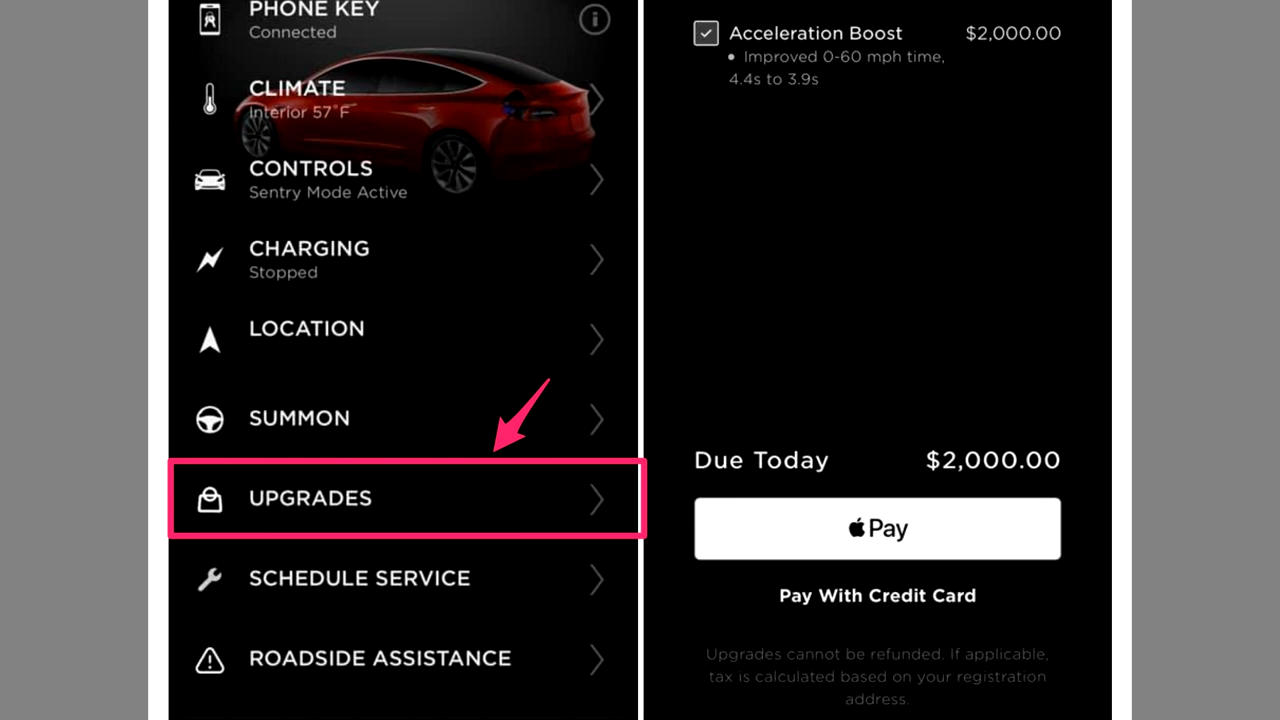 PHONE KEY
Connected
CLIMATE
Interior 57°F
CONTROLS
Sentry Mode Active
CHARGING
Stopped
LOCATION
SUMMON
UPGRADES
SCHEDULE SERVICE
ROADSIDE ASSISTANCE
Acceleration Boost $2,000.00
• Improved 0-60 mph time,
4.4s to 3.9s
Due Today $2,000.00
Pay
Pay With Credit Card
Upgrades cannot be refunded. If applicable,
tax is calculated based on your registration
address.